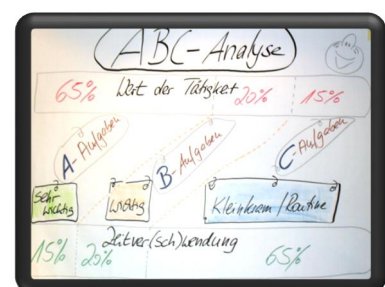 ABC-Analyse
65% Wert der Tätigkeit 20% 15%
A-Aufgaben
B-Aufgaben
C-Aufgaben
sehr wichtig
wichtig
Kleinkram / Routine
Zeitver(sch)wendung
15% 20% 65%